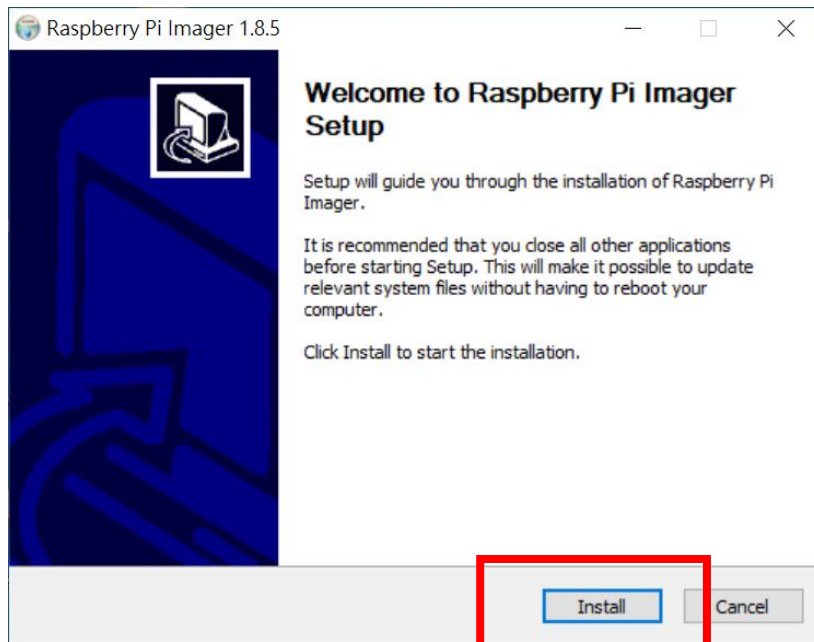 Raspberry Pi Imager 1.8.5
Welcome to Raspberry Pi Imager
Setup
Setup will guide you through the installation of Raspberry Pi
Imager.
It is recommended that you close all other applications
before starting Setup. This will make it possible to update
relevant system files without having to reboot your
computer.
Click Install to start the installation.
Install
Cancel